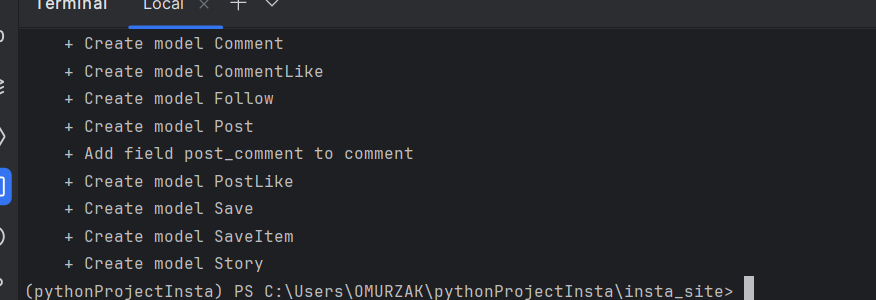 Terminal Local × +
+ Create model Comment
+ Create model CommentLike
+ Create model Follow
+ Create model Post
+ Add field post_comment to comment
+ Create model PostLike
+ Create model Save
+ Create model SaveItem
+ Create model Story
(pythonProjectInsta) PS C:\Users\OMURZAK\pythonProjectInsta\insta_site>